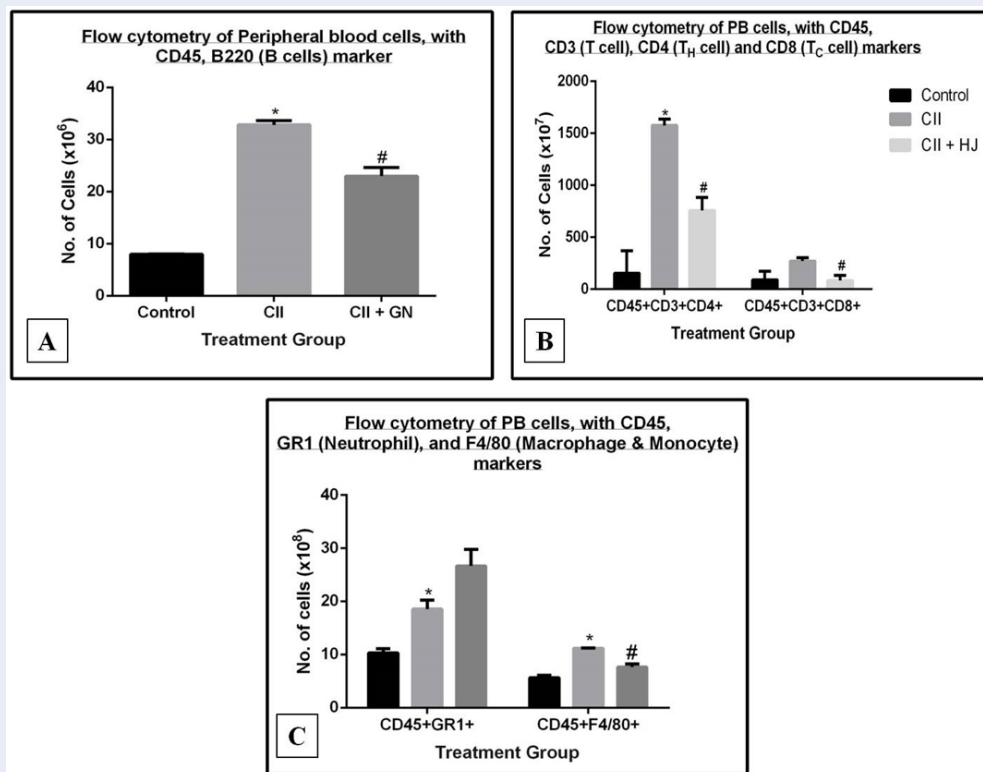 Flow cytometry of Peripheral blood cells, with
CD45, B220 (B cells) marker
No. of Cells (x10⁶)
40
30
20
10
0
*
#
Control
CII
CII + GN
Treatment Group
A
Flow cytometry of PB cells, with CD45,
CD3 (T cell), CD4 (T_H cell) and CD8 (T_C cell) markers
No. of Cells (x10⁷)
2000
1500
1000
500
0
*
#
#
CD45+CD3+CD4+
CD45+CD3+CD8+
Treatment Group
Control
CII
CII + HJ
B
Flow cytometry of PB cells, with CD45,
GR1 (Neutrophil), and F4/80 (Macrophage & Monocyte)
markers
No. of cells (x10⁸)
40
30
20
10
0
*
*
#
CD45+GR1+
CD45+F4/80+
Treatment Group
C